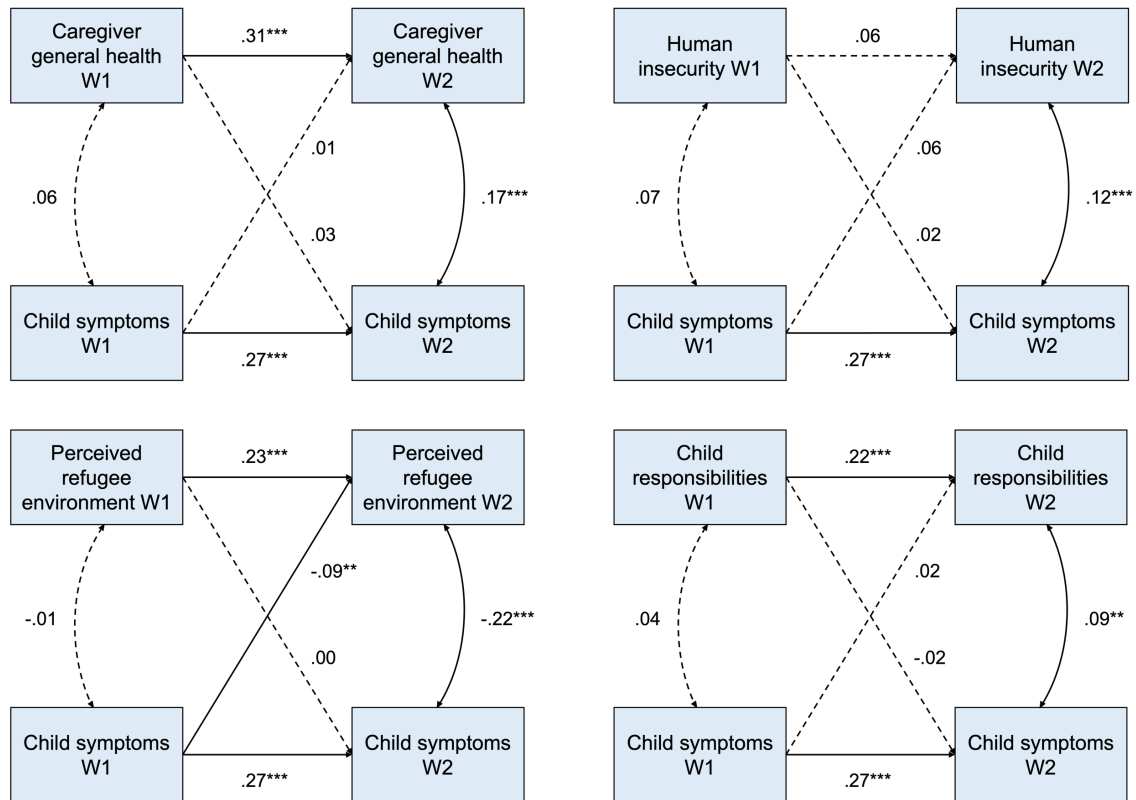 Caregiver
general health
W1
.31***
Caregiver
general health
W2
.01
.06
.17***
.03
Child symptoms
W1
Child symptoms
W2
.27***
Human
insecurity W1
.06
Human
insecurity W2
.06
.07
.12***
.02
Child symptoms
W1
Child symptoms
W2
.27***
Perceived
refugee
environment W1
.23***
Perceived
refugee
environment W2
-.09**
-.01
-.22***
.00
Child symptoms
W1
Child symptoms
W2
.27***
Child
responsibilities
W1
.22***
Child
responsibilities
W2
.02
.04
.09**
-.02
Child symptoms
W1
Child symptoms
W2
.27***